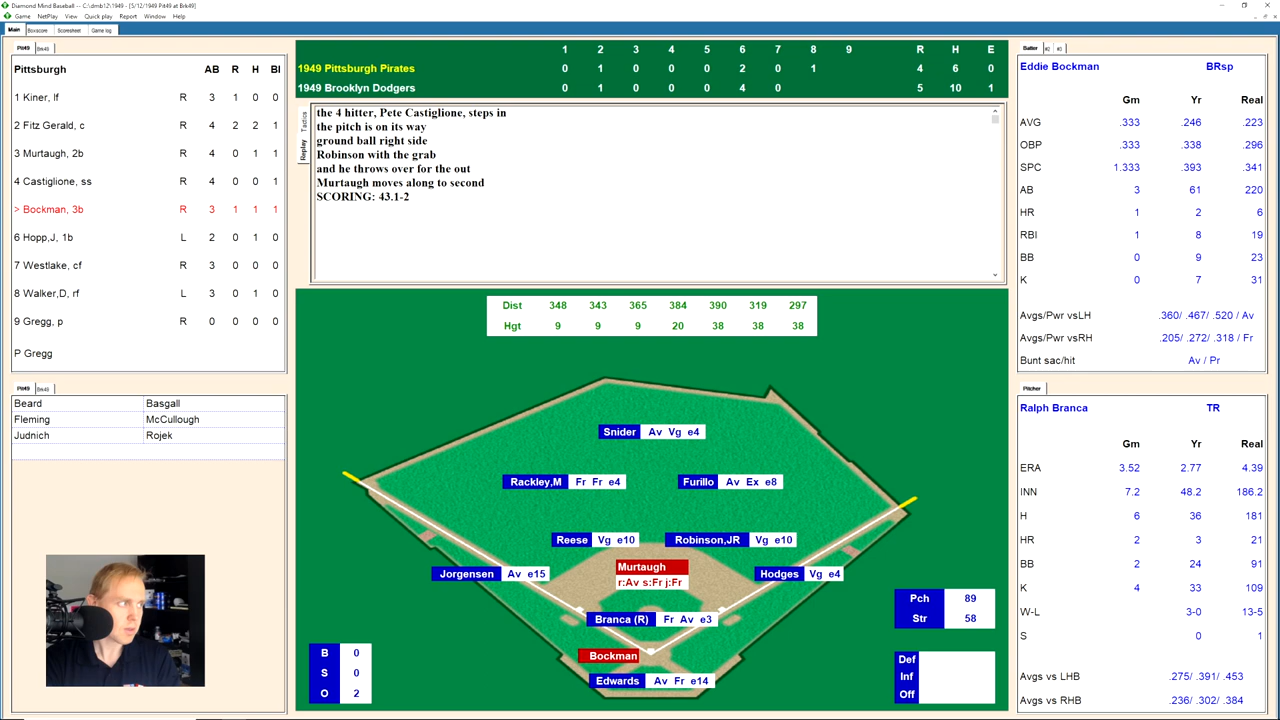 Diamond Mind Baseball -- C:\dmb12\1949 - [5/12/1949 Pit49 at Brk49]
Game NetPlay View Quick play Report Window Help
Main Boxscore Scoresheet Game log
Pit49 Brk49
Pittsburgh AB R H BI
1 Kiner, lf R 3 1 0 0
2 Fitz Gerald, c R 4 2 2 1
3 Murtaugh, 2b R 4 0 1 1
4 Castiglione, ss R 4 0 0 1
> Bockman, 3b R 3 1 1 1
6 Hopp,J, 1b L 2 0 1 0
7 Westlake, cf R 3 0 0 0
8 Walker,D, rf L 3 0 1 0
9 Gregg, p R 0 0 0 0
P Gregg
Pit49 Brk49
Beard Basgall
Fleming McCullough
Judnich Rojek
1 2 3 4 5 6 7 8 9 R H E
1949 Pittsburgh Pirates 0 1 0 0 0 2 0 1 4 6 0
1949 Brooklyn Dodgers 0 1 0 0 0 4 0 5 10 1
Tactics
Replay
the 4 hitter, Pete Castiglione, steps in
the pitch is on its way
ground ball right side
Robinson with the grab
and he throws over for the out
Murtaugh moves along to second
SCORING: 43.1-2
Dist 348 343 365 384 390 319 297
Hgt 9 9 9 20 38 38 38
Snider Av Vg e4
Rackley,M Fr Fr e4
Furillo Av Ex e8
Reese Vg e10
Robinson,JR Vg e10
Jorgensen Av e15
Murtaugh
r:Av s:Fr j:Fr
Hodges Vg e4
Branca (R) Fr Av e3
Bockman
Edwards Av Fr e14
B 0
S 0
O 2
Pch 89
Str 58
Def
Inf
Off
Batter
Eddie Bockman BRsp
Gm Yr Real
AVG .333 .246 .223
OBP .333 .338 .296
SPC 1.333 .393 .341
AB 3 61 220
HR 1 2 6
RBI 1 8 19
BB 0 9 23
K 0 7 31
Avgs/Pwr vsLH .360/ .467/ .520 / Av
Avgs/Pwr vsRH .205/ .272/ .318 / Fr
Bunt sac/hit Av / Pr
Pitcher
Ralph Branca TR
Gm Yr Real
ERA 3.52 2.77 4.39
INN 7.2 48.2 186.2
H 6 36 181
HR 2 3 21
BB 2 24 91
K 4 33 109
W-L 3-0 13-5
S 0 1
Avgs vs LHB .275/ .391/ .453
Avgs vs RHB .236/ .302/ .384